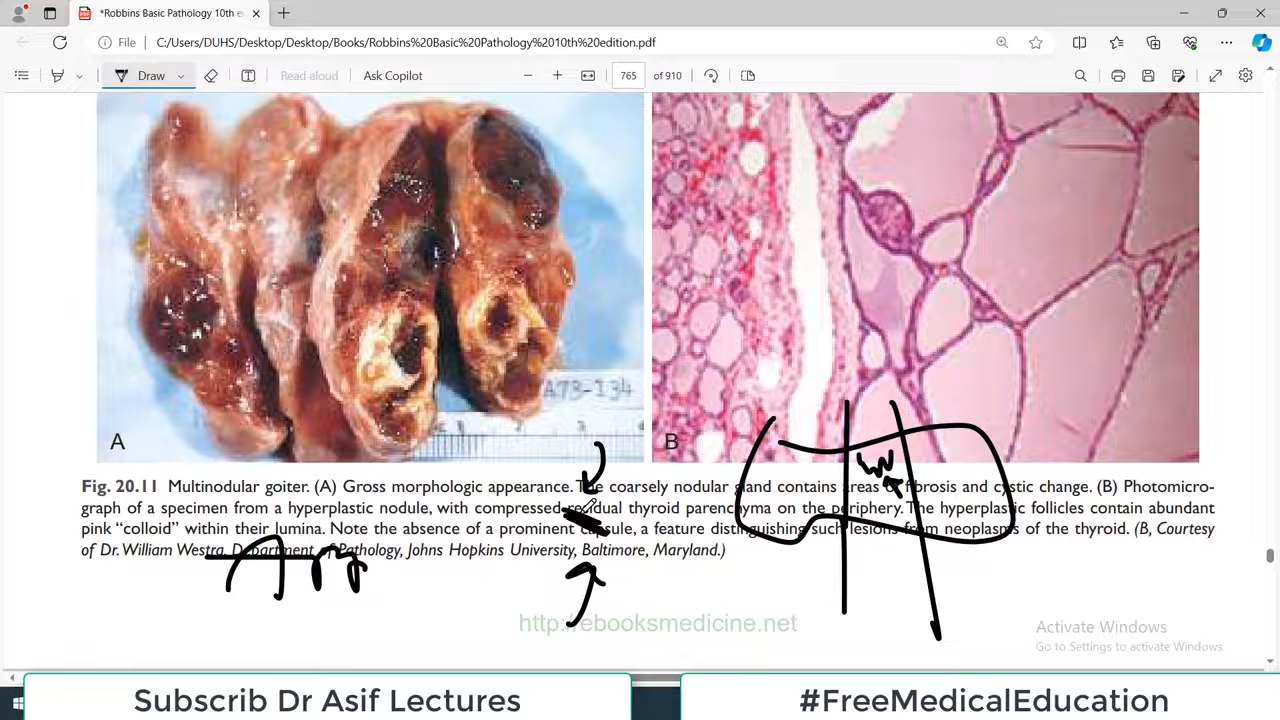 *Robbins Basic Pathology 10th e
File C:/Users/DUHS/Desktop/Desktop/Books/Robbins%20Basic%20Pathology%2010th%20edition.pdf
Draw Read aloud Ask Copilot 765 of 910
A73-134
A B
Fig. 20.11 Multinodular goiter. (A) Gross morphologic appearance. The coarsely nodular gland contains areas of fibrosis and cystic change. (B) Photomicro-
graph of a specimen from a hyperplastic nodule, with compressed residual thyroid parenchyma on the periphery. The hyperplastic follicles contain abundant
pink “colloid” within their lumina. Note the absence of a prominent capsule, a feature distinguishing such lesions from neoplasms of the thyroid. (B, Courtesy
of Dr. William Westra, Department of Pathology, Johns Hopkins University, Baltimore, Maryland.)
http://ebooksmedicine.net
Activate Windows
Go to Settings to activate Windows.
Subscrib Dr Asif Lectures
#FreeMedicalEducation